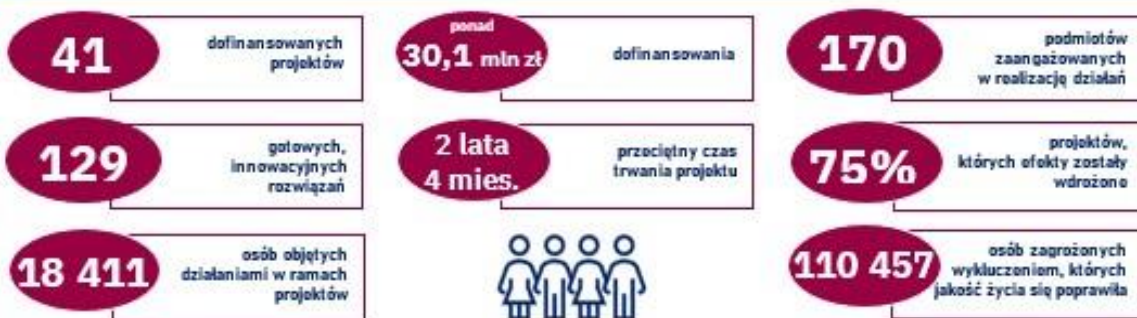 41
dofinansowanych
projektów
ponad
30,1 mln zł
dofinansowania
170
podmiotów
zaangażowanych
w realizację działań
129
gotowych,
innowacyjnych
rozwiązań
2 lata
4 mies.
przeciętny czas
trwania projektu
75%
projektów,
których efekty zostały
wdrożone
18 411
osób objętych
działaniami w ramach
projektów
110 457
osób zagrożonych
wykluczeniem, których
jakość życia się poprawiła